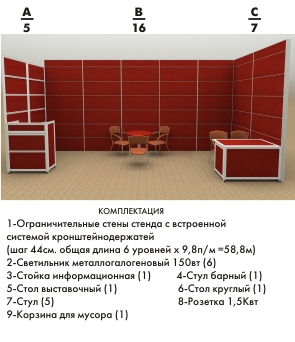 A B C
5 16 7
КОМПЛЕКТАЦИЯ
1-Ограничительные стены стенда с встроенной
системой кронштейнодержатей
(шаг 44см. общая длина 6 уровней х 9,8п/м =58,8м)
2-Светильник металлогалогеновый 150вт (6)
3-Стойка информационная (1) 4-Стул барный (1)
5-Стол выставочный (1) 6-Стол круглый (1)
7-Стул (5) 8-Розетка 1,5Квт
9-Корзина для мусора (1)